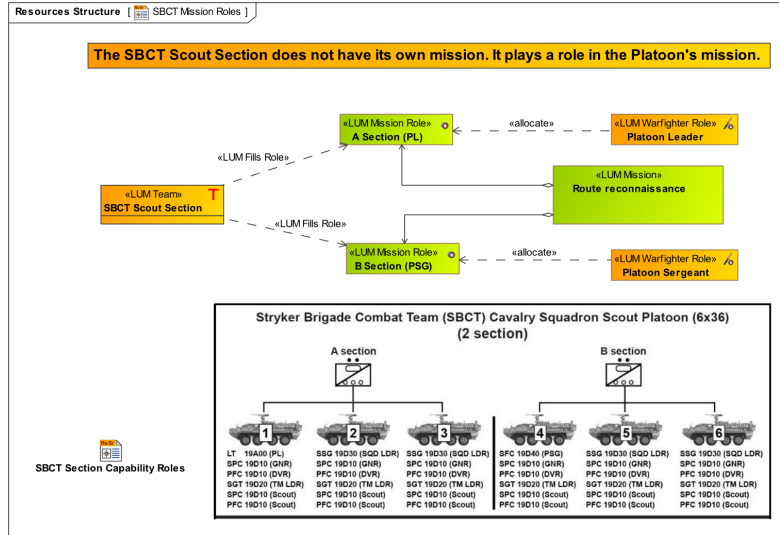 Resources Structure [ SBCT Mission Roles ]
The SBCT Scout Section does not have its own mission. It plays a role in the Platoon's mission.
«LUM Mission Role»
A Section (PL)
«allocate»
«LUM Warfighter Role»
Platoon Leader
«LUM Fills Role»
«LUM Mission»
Route reconnaissance
«LUM Team»
SBCT Scout Section
T
«LUM Fills Role»
«LUM Mission Role»
B Section (PSG)
«allocate»
«LUM Warfighter Role»
Platoon Sergeant
Stryker Brigade Combat Team (SBCT) Cavalry Squadron Scout Platoon (6x36)
(2 section)
A section
B section
1 2 3 4 5 6
LT 19A00 (PL)
SPC 19D10 (GNR)
PFC 19D10 (DVR)
SGT 19D20 (TM LDR)
SPC 19D10 (Scout)
PFC 19D10 (Scout)
SSG 19D30 (SQD LDR)
SPC 19D10 (GNR)
PFC 19D10 (DVR)
SGT 19D20 (TM LDR)
SPC 19D10 (Scout)
PFC 19D10 (Scout)
SSG 19D30 (SQD LDR)
SPC 19D10 (GNR)
PFC 19D10 (DVR)
SGT 19D20 (TM LDR)
SPC 19D10 (Scout)
PFC 19D10 (Scout)
SFC 19D40 (PSG)
SPC 19D10 (GNR)
PFC 19D10 (DVR)
SGT 19D20 (TM LDR)
SPC 19D10 (Scout)
PFC 19D10 (Scout)
SSG 19D30 (SQD LDR)
SPC 19D10 (GNR)
PFC 19D10 (DVR)
SGT 19D20 (TM LDR)
SPC 19D10 (Scout)
PFC 19D10 (Scout)
SSG 19D30 (SQD LDR)
SPC 19D10 (GNR)
PFC 19D10 (DVR)
SGT 19D20 (TM LDR)
SPC 19D10 (Scout)
PFC 19D10 (Scout)
Rs-Sr
SBCT Section Capability Roles